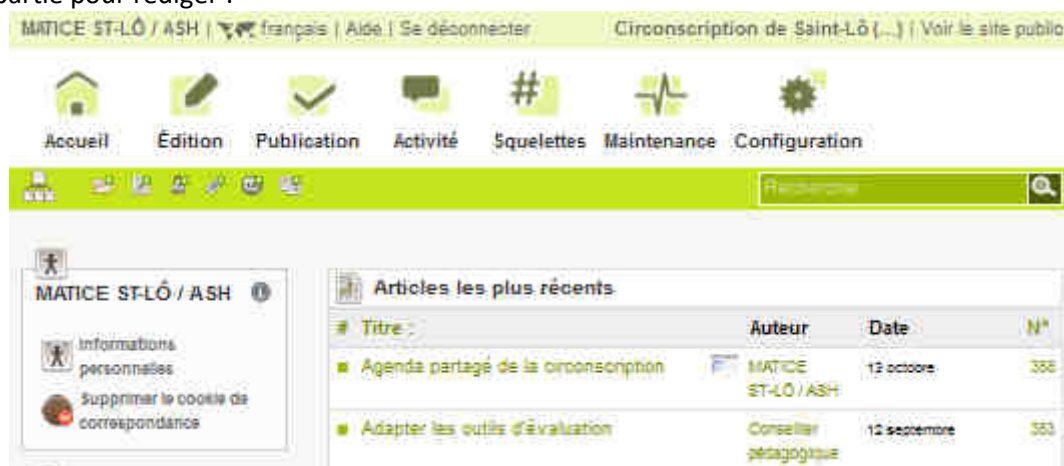 partie pour rédiger :
MATICE ST-LÔ / ASH | français | Aide | Se déconnecter Circonscription de Saint-Lô (...) | Voir le site public
Accueil Édition Publication Activité Squelettes Maintenance Configuration
Recherche
MATICE ST-LÔ / ASH
Informations
personnelles
Supprimer le cookie de
correspondance
Articles les plus récents
# Titre : Auteur Date N°
Agenda partagé de la circonscription MATICE
ST-LÔ / ASH
13 octobre
Adapter les outils d'évaluation Conseiller
pédagogique
12 septembre